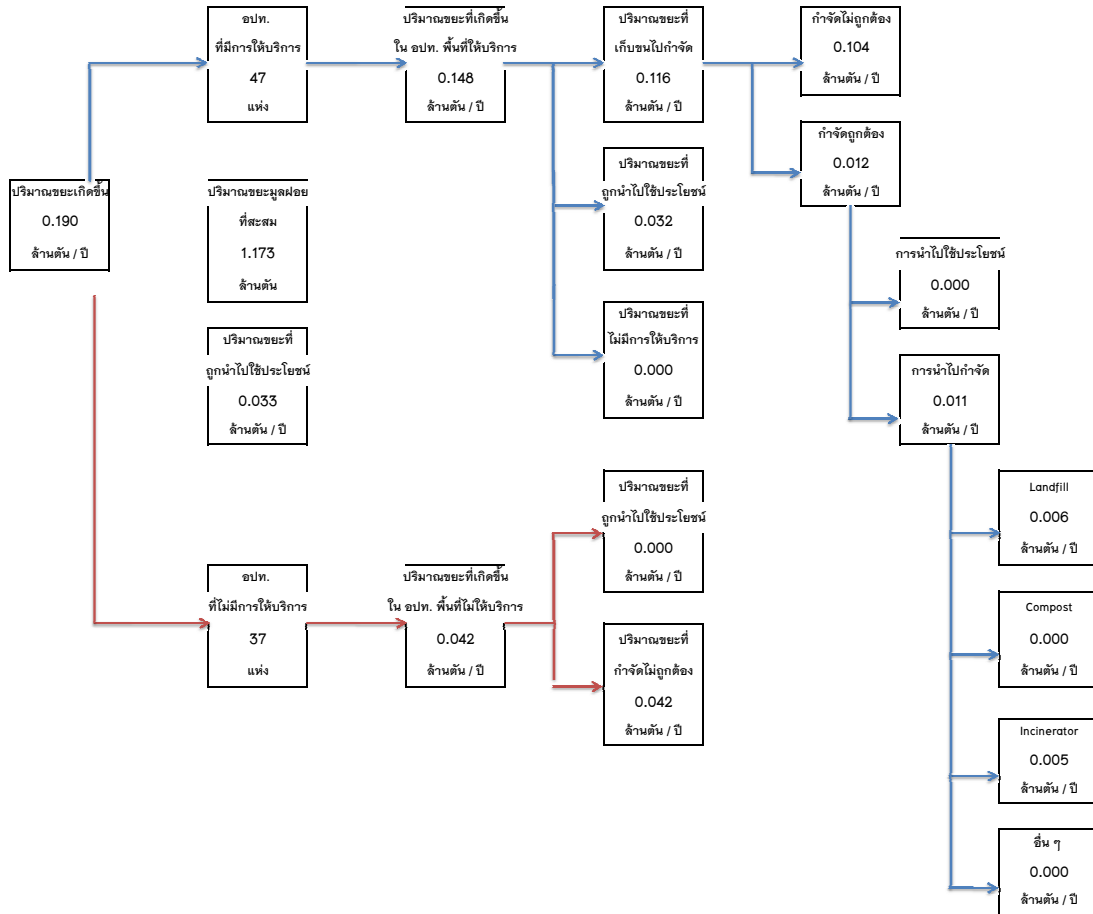 อปท.
ที่มีการให้บริการ
47
แห่ง
ปริมาณขยะที่เกิดขึ้น
ใน อปท. พื้นที่ให้บริการ
0.148
ล้านตัน / ปี
ปริมาณขยะที่
เก็บขนไปกำจัด
0.116
ล้านตัน / ปี
กำจัดไม่ถูกต้อง
0.104
ล้านตัน / ปี
กำจัดถูกต้อง
0.012
ล้านตัน / ปี
ปริมาณขยะเกิดขึ้น
0.190
ล้านตัน / ปี
ปริมาณขยะมูลฝอย
ที่สะสม
1.173
ล้านตัน
ปริมาณขยะที่
ถูกนำไปใช้ประโยชน์
0.032
ล้านตัน / ปี
การนำไปใช้ประโยชน์
0.000
ล้านตัน / ปี
ปริมาณขยะที่
ไม่มีการให้บริการ
0.000
ล้านตัน / ปี
ปริมาณขยะที่
ถูกนำไปใช้ประโยชน์
0.033
ล้านตัน / ปี
การนำไปกำจัด
0.011
ล้านตัน / ปี
ปริมาณขยะที่
ถูกนำไปใช้ประโยชน์
0.000
ล้านตัน / ปี
Landfill
0.006
ล้านตัน / ปี
อปท.
ที่ไม่มีการให้บริการ
37
แห่ง
ปริมาณขยะที่เกิดขึ้น
ใน อปท. พื้นที่ไม่ให้บริการ
0.042
ล้านตัน / ปี
ปริมาณขยะที่
กำจัดไม่ถูกต้อง
0.042
ล้านตัน / ปี
Compost
0.000
ล้านตัน / ปี
Incinerator
0.005
ล้านตัน / ปี
อื่น ๆ
0.000
ล้านตัน / ปี